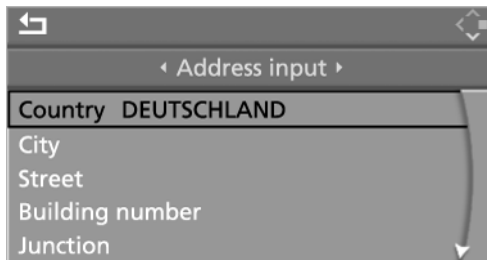 Address input
Country DEUTSCHLAND
City
Street
Building number
Junction